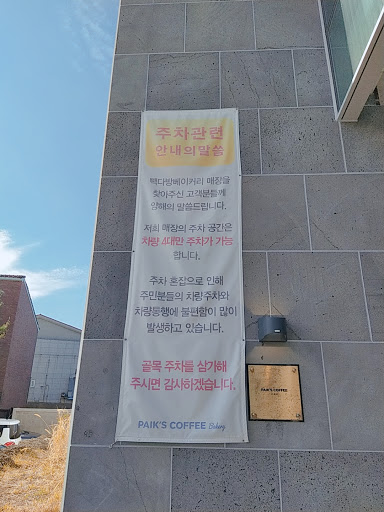 주차관련
안내의말씀
빽다방베이커리 매장을
찾아주신 고객분들께
양해의 말씀드립니다.
저희 매장의 주차 공간은
차량 4대만 주차가 가능
합니다.
주차 혼잡으로 인해
주민분들의 차량주차와
차량통행에 불편함이 많이
발생하고 있습니다.
골목 주차를 삼가해
주시면 감사하겠습니다.
PAIK'S COFFEE Bakery
PAIK'S COFFEE